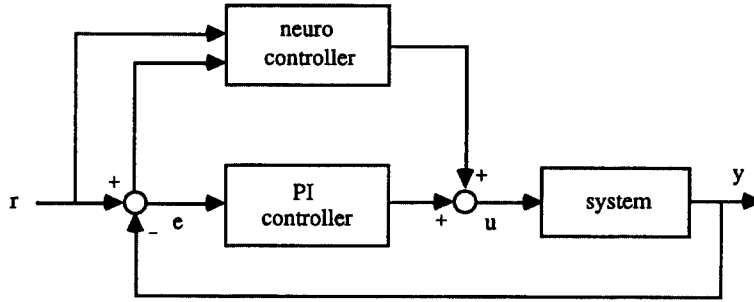 neuro
controller
+
+
y
r
PI
controller
system
−
e
+
u